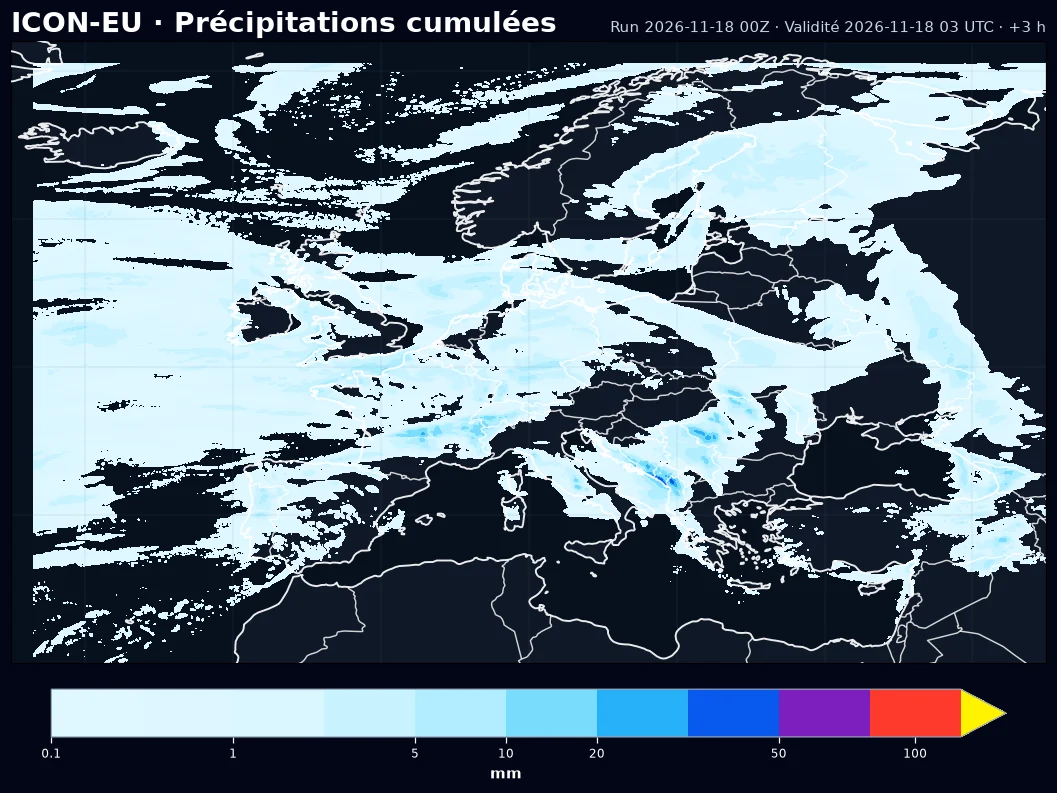 ICON-EU · Précipitations cumulées
Run 2026-11-18 00Z · Validité 2026-11-18 03 UTC · +3 h
0.1 1 5 10 20 50 100
mm